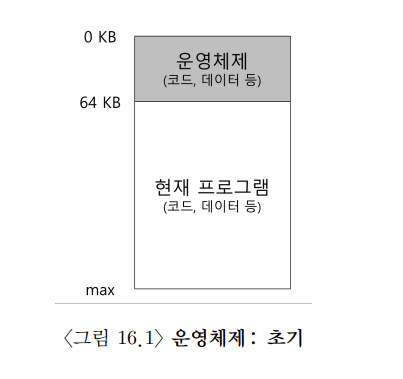 0 KB
운영체제
(코드, 데이터 등)
64 KB
현재 프로그램
(코드, 데이터 등)
max
〈그림 16.1〉 운영체제 : 초기